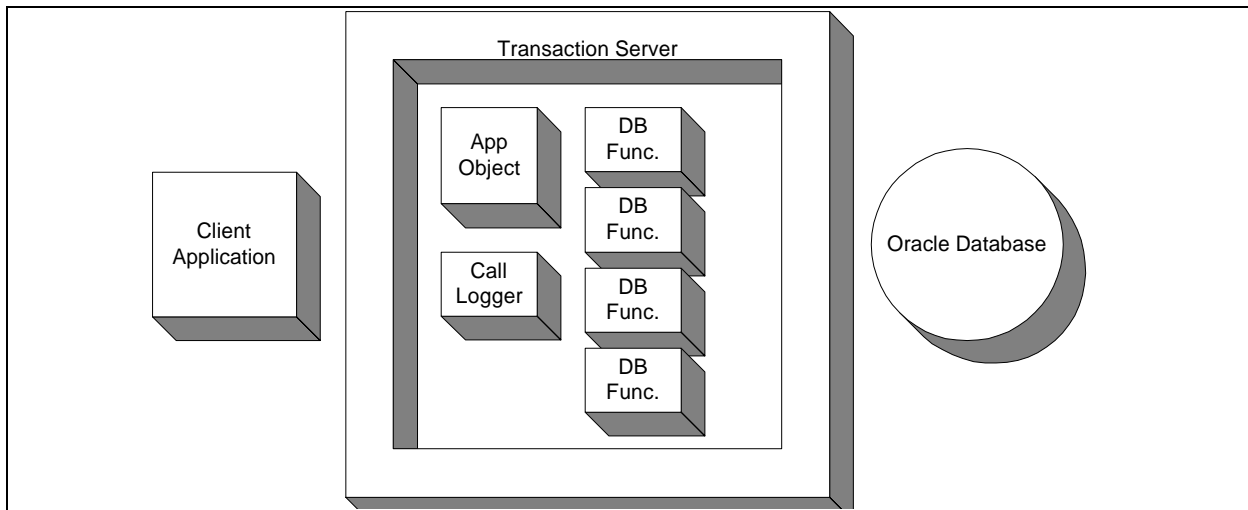 Transaction Server
Client
Application
App
Object
Call
Logger
DB
Func.
DB
Func.
DB
Func.
DB
Func.
Oracle Database